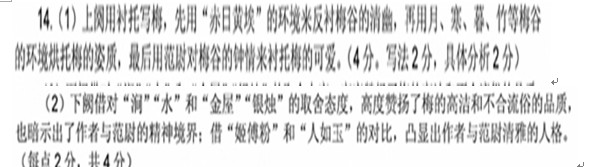 14.(1)上阕用衬托写梅，先用“赤日黄埃”的环境来反衬梅谷的清幽，再用月、寒、暮、竹等梅谷
的环境烘托梅的姿质，最后用范尉对梅谷的钟情来衬托梅的可爱。(4分。写法2分，具体分析2分)
(2)下阙借对“涧”“水”和“金屋”“银烛”的取舍态度，高度赞扬了梅的高洁和不合流俗的品质，
也暗示出了作者与范尉的精神境界；借“姬傅粉”和“人如玉”的对比，凸显出作者与范尉清雅的人格。
(每点2分，共4分)